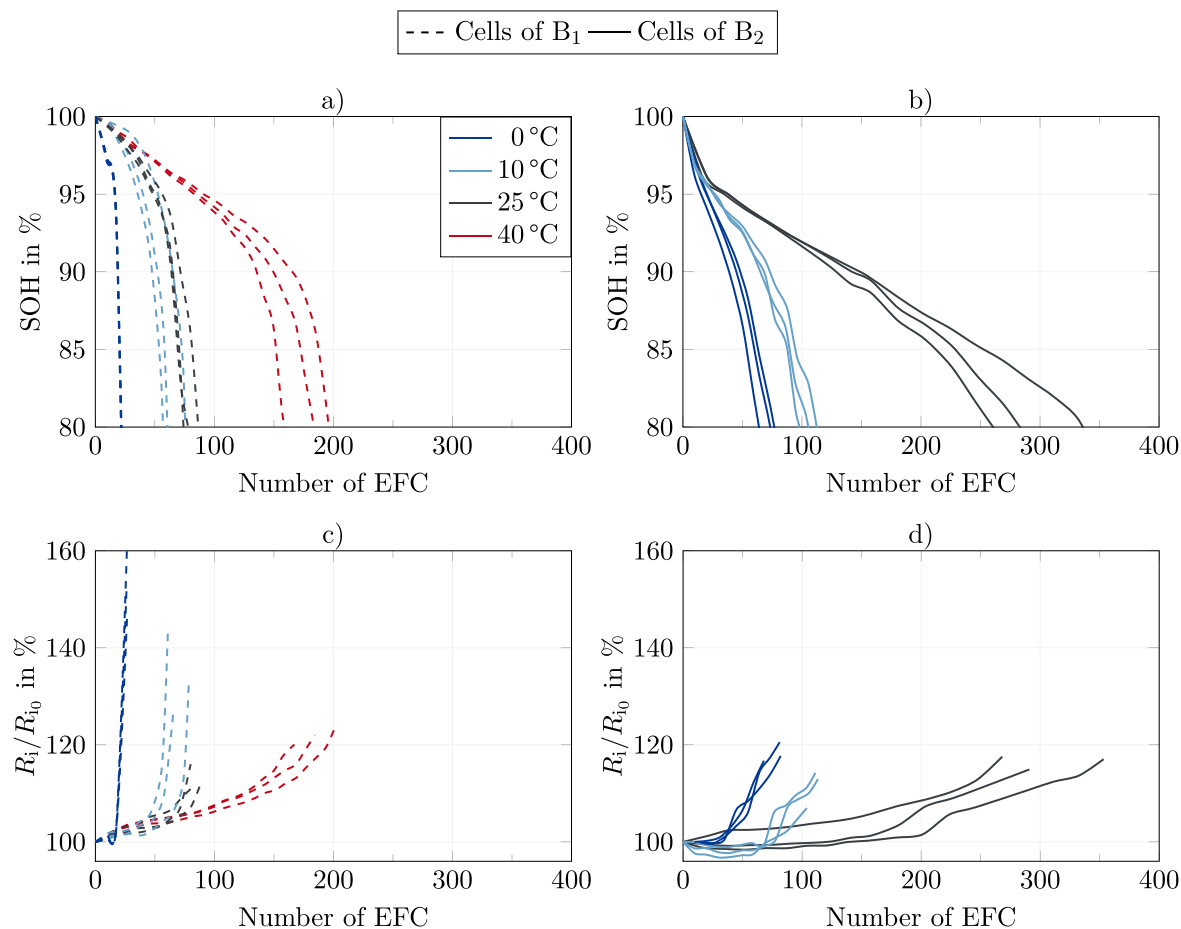 Cells of B1 Cells of B2
a)
b)
100
95
90
85
80
SOH in %
0 °C
10 °C
25 °C
40 °C
0 100 200 300 400
Number of EFC
100
95
90
85
80
SOH in %
0 100 200 300 400
Number of EFC
c)
d)
160
140
120
100
Ri/Ri0 in %
0 100 200 300 400
Number of EFC
160
140
120
100
Ri/Ri0 in %
0 100 200 300 400
Number of EFC